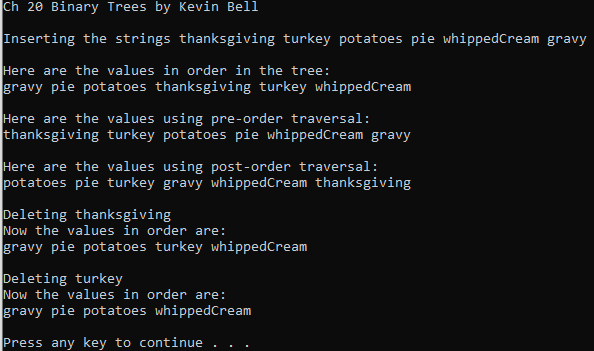 Ch 20 Binary Trees by Kevin Bell
Inserting the strings thanksgiving turkey potatoes pie whippedCream gravy
Here are the values in order in the tree:
gravy pie potatoes thanksgiving turkey whippedCream
Here are the values using pre-order traversal:
thanksgiving turkey potatoes pie whippedCream gravy
Here are the values using post-order traversal:
potatoes pie turkey gravy whippedCream thanksgiving
Deleting thanksgiving
Now the values in order are:
gravy pie potatoes turkey whippedCream
Deleting turkey
Now the values in order are:
gravy pie potatoes whippedCream
Press any key to continue . . .